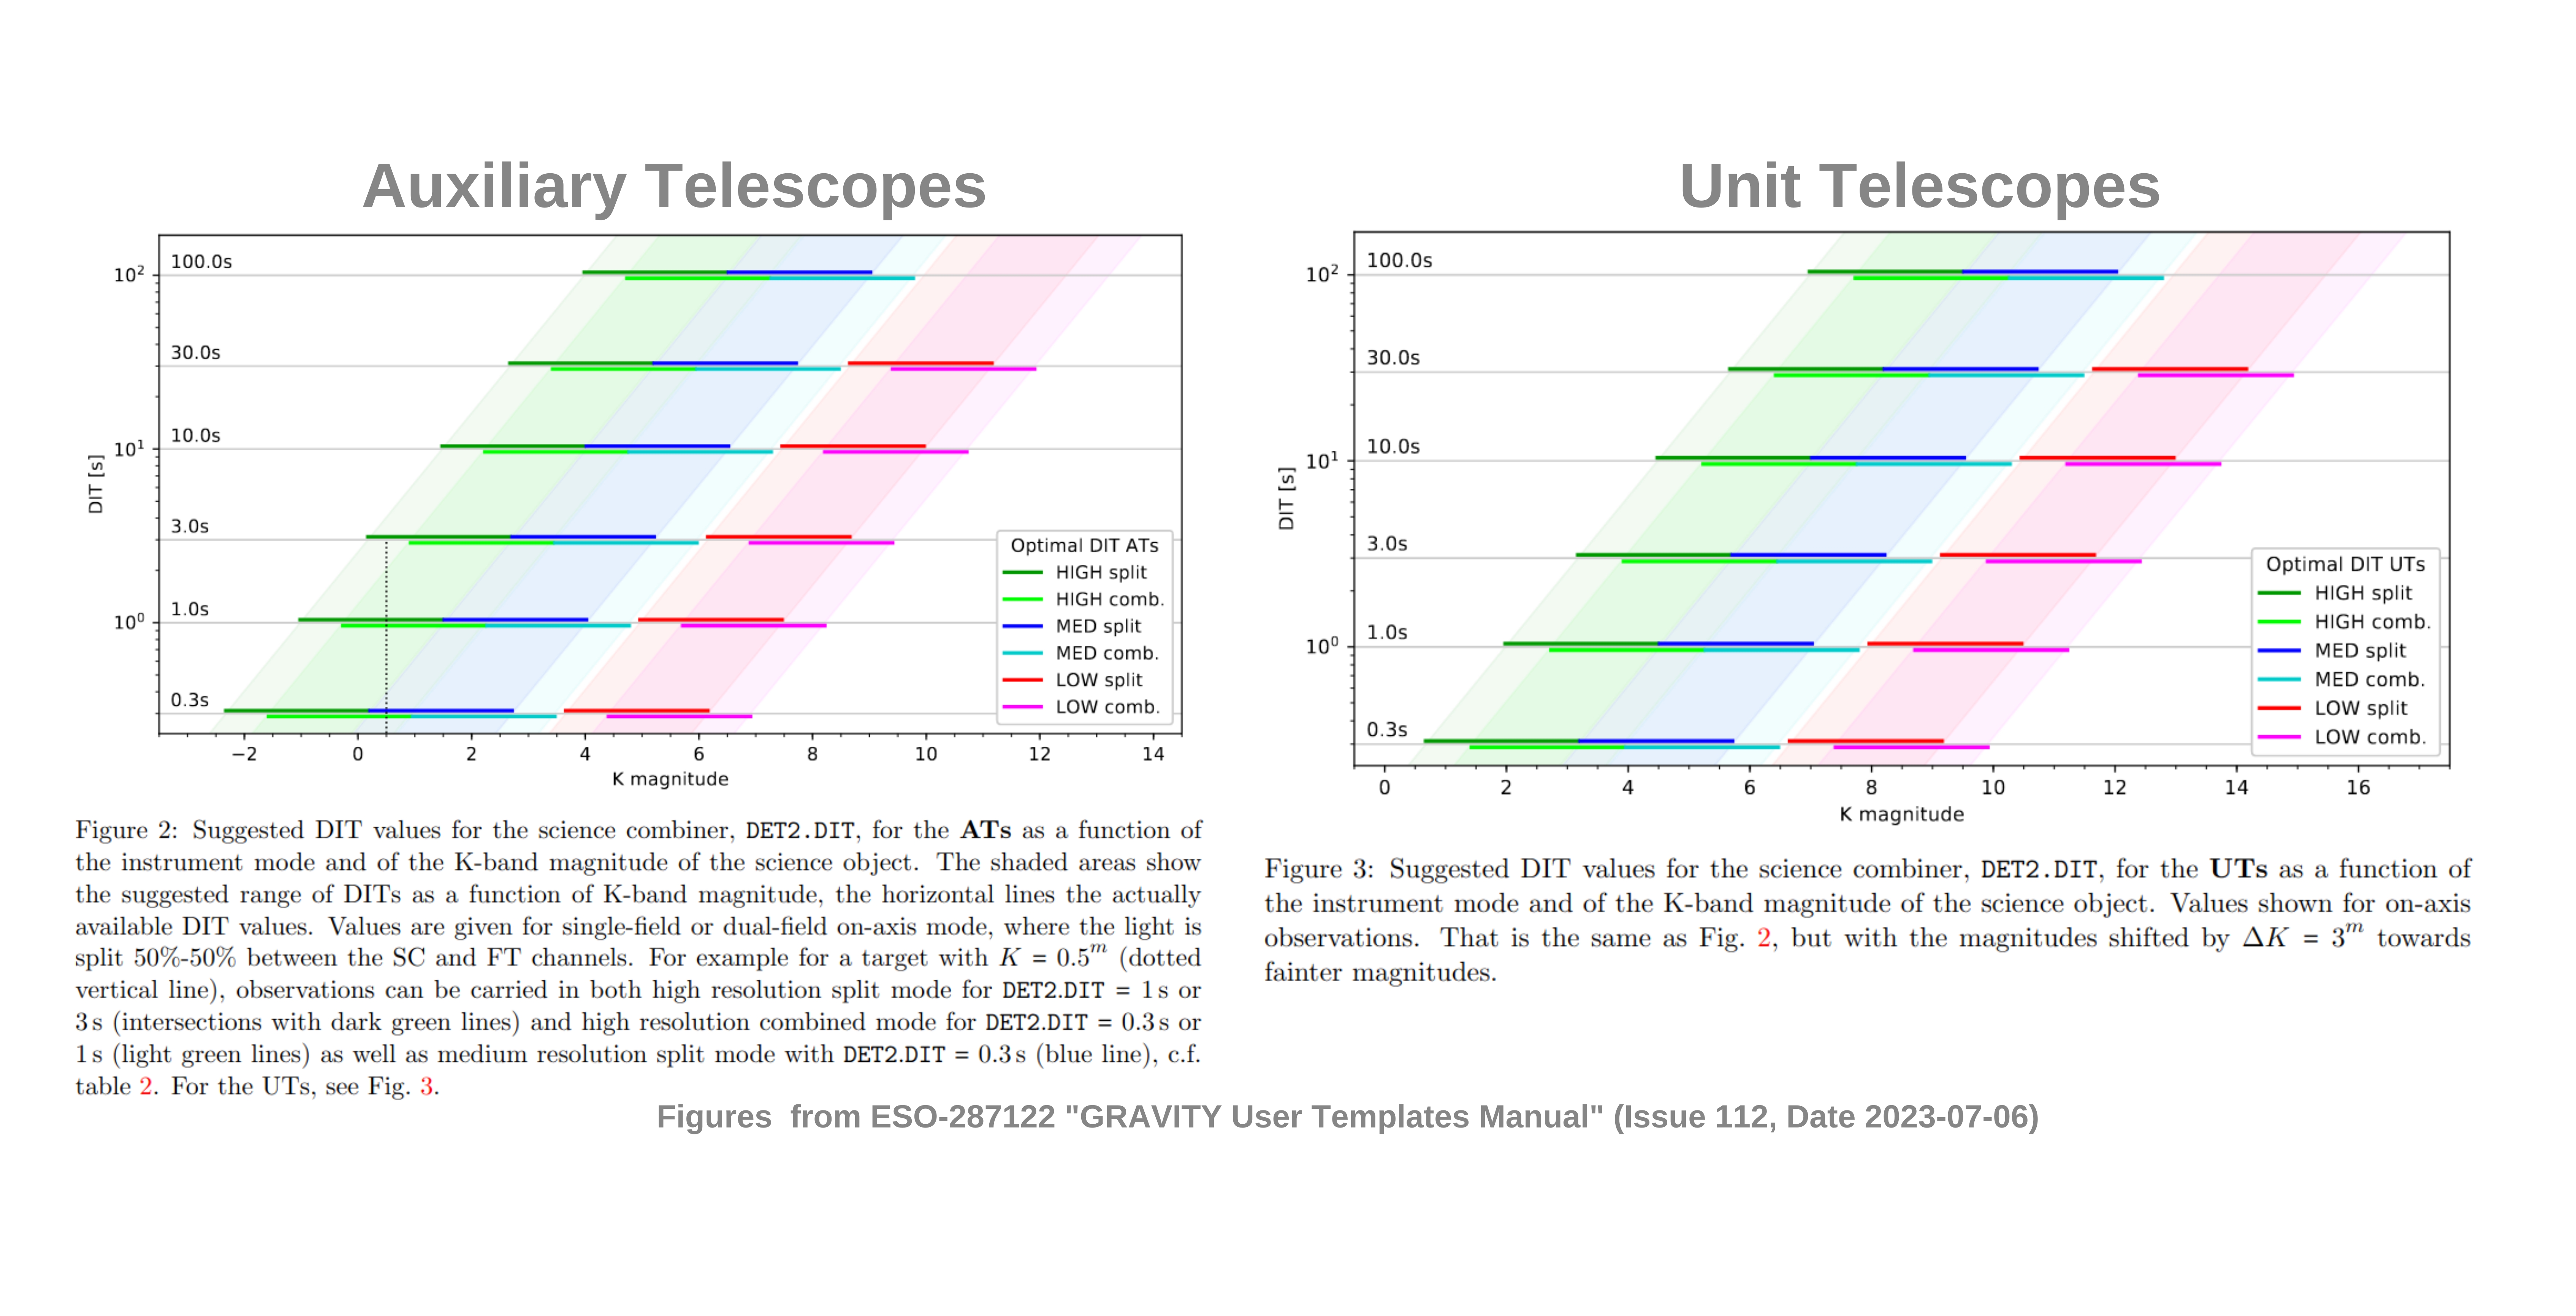 Auxiliary Telescopes
100.0s
30.0s
10.0s
3.0s
1.0s
0.3s
10²
10¹
10⁰
DIT [s]
−2 0 2 4 6 8 10 12 14
K magnitude
Optimal DIT ATs
HIGH split
HIGH comb.
MED split
MED comb.
LOW split
LOW comb.
Figure 2: Suggested DIT values for the science combiner, DET2.DIT, for the ATs as a function of
the instrument mode and of the K-band magnitude of the science object. The shaded areas show
the suggested range of DITs as a function of K-band magnitude, the horizontal lines the actually
available DIT values. Values are given for single-field or dual-field on-axis mode, where the light is
split 50%-50% between the SC and FT channels. For example for a target with K = 0.5ᵐ (dotted
vertical line), observations can be carried in both high resolution split mode for DET2.DIT = 1 s or
3 s (intersections with dark green lines) and high resolution combined mode for DET2.DIT = 0.3 s or
1 s (light green lines) as well as medium resolution split mode with DET2.DIT = 0.3 s (blue line), c.f.
table 2. For the UTs, see Fig. 3.
Unit Telescopes
100.0s
30.0s
10.0s
3.0s
1.0s
0.3s
10²
10¹
10⁰
DIT [s]
0 2 4 6 8 10 12 14 16
K magnitude
Optimal DIT UTs
HIGH split
HIGH comb.
MED split
MED comb.
LOW split
LOW comb.
Figure 3: Suggested DIT values for the science combiner, DET2.DIT, for the UTs as a function of
the instrument mode and of the K-band magnitude of the science object. Values shown for on-axis
observations. That is the same as Fig. 2, but with the magnitudes shifted by ΔK = 3ᵐ towards
fainter magnitudes.
Figures from ESO-287122 "GRAVITY User Templates Manual" (Issue 112, Date 2023-07-06)